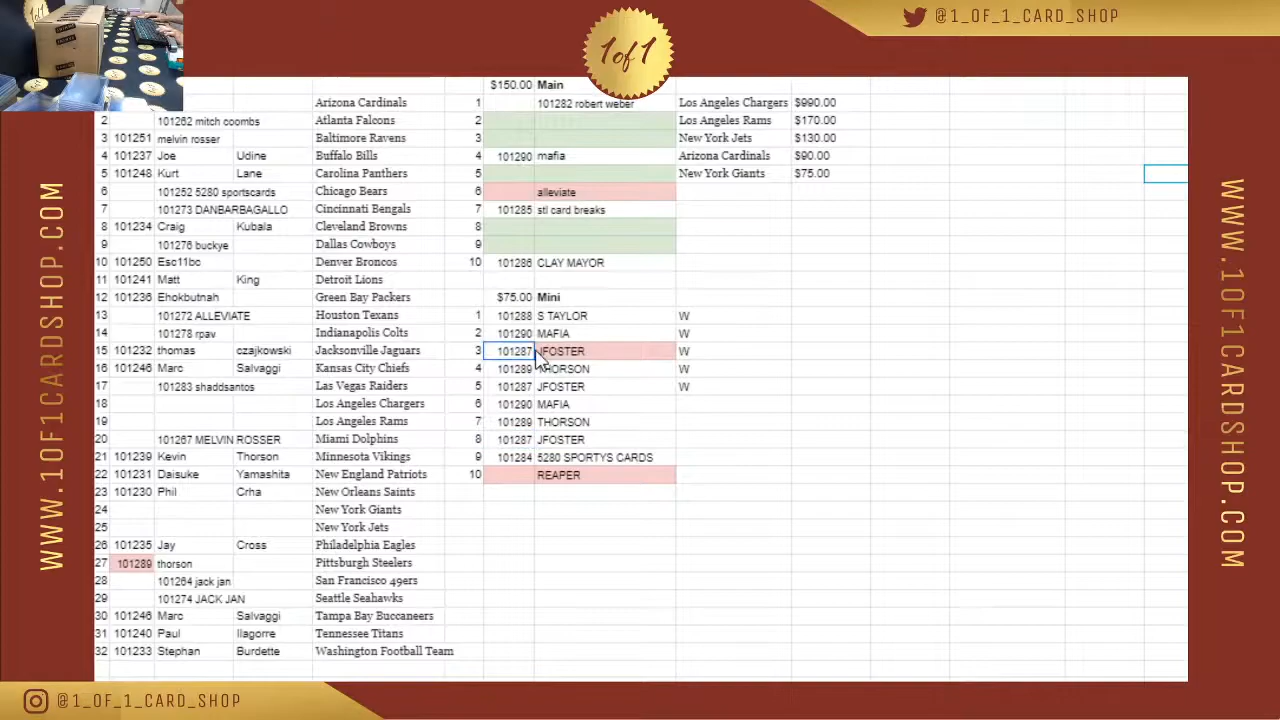 @1_OF_1_CARD_SHOP
1of1
$150.00 Main
Arizona Cardinals 1 101282 robert weber Los Angeles Chargers $990.00
2 101262 mitch coombs Atlanta Falcons 2 Los Angeles Rams $170.00
3 101251 melvin rosser Baltimore Ravens 3 New York Jets $130.00
4 101237 Joe Udine Buffalo Bills 4 101290 mafia Arizona Cardinals $90.00
5 101248 Kurt Lane Carolina Panthers 5 New York Giants $75.00
6 101252 5280 sportscards Chicago Bears 6 alleviate
7 101273 DANBARBAGALLO Cincinnati Bengals 7 101285 stl card breaks
8 101234 Craig Kubala Cleveland Browns 8
9 101276 buckye Dallas Cowboys 9
10 101250 Esc11bc Denver Broncos 10 101286 CLAY MAYOR
11 101241 Matt King Detroit Lions
12 101236 Ehokbutnah Green Bay Packers $75.00 Mini
13 101272 ALLEVIATE Houston Texans 1 101288 S TAYLOR W
14 101278 rpav Indianapolis Colts 2 101290 MAFIA W
15 101232 thomas czajkowski Jacksonville Jaguars 3 101287 JFOSTER W
16 101246 Marc Salvaggi Kansas City Chiefs 4 101289 THORSON W
17 101283 shaddsantos Las Vegas Raiders 5 101287 JFOSTER W
18 Los Angeles Chargers 6 101290 MAFIA
19 Los Angeles Rams 7 101289 THORSON
20 101267 MELVIN ROSSER Miami Dolphins 8 101287 JFOSTER
21 101239 Kevin Thorson Minnesota Vikings 9 101284 5280 SPORTYS CARDS
22 101231 Daisuke Yamashita New England Patriots 10 REAPER
23 101230 Phil Crha New Orleans Saints
24 New York Giants
25 New York Jets
26 101235 Jay Cross Philadelphia Eagles
27 101289 thorson Pittsburgh Steelers
28 101264 jack jan San Francisco 49ers
29 101274 JACK JAN Seattle Seahawks
30 101246 Marc Salvaggi Tampa Bay Buccaneers
31 101240 Paul Ilagorre Tennessee Titans
32 101233 Stephan Burdette Washington Football Team
WWW.1OF1CARDSHOP.COM
WWW.1OF1CARDSHOP.COM
@1_OF_1_CARD_SHOP